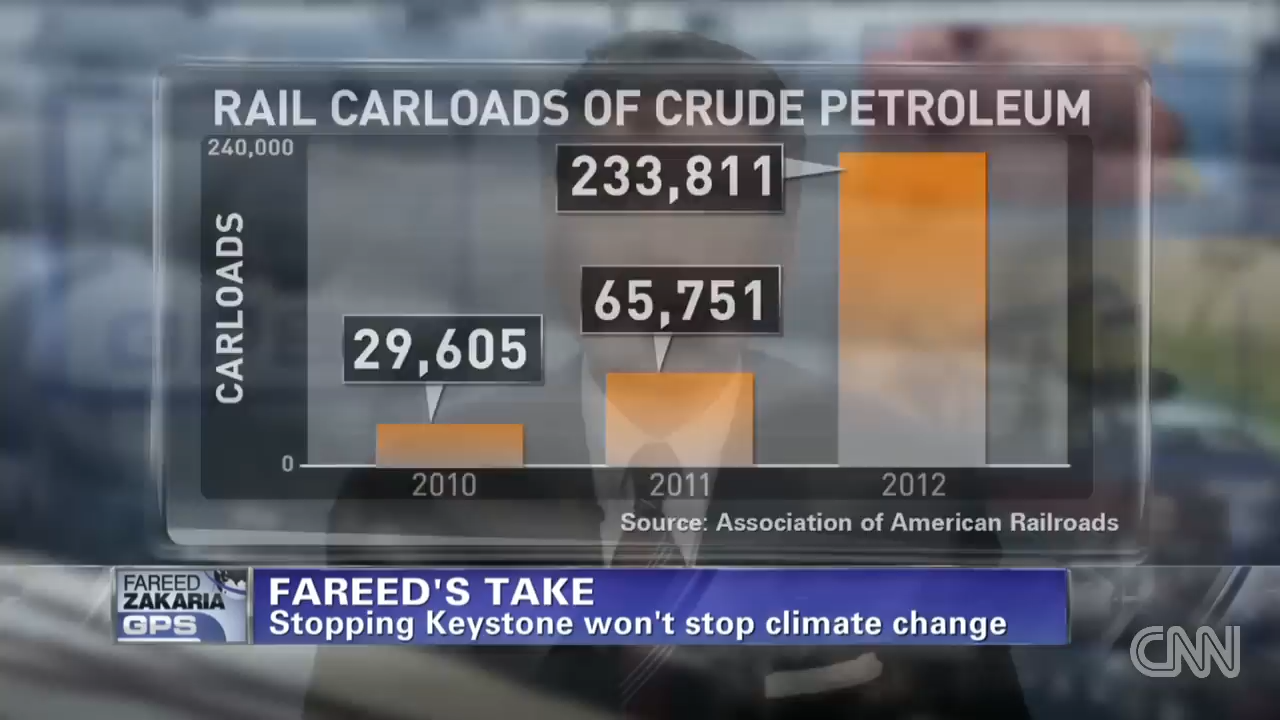 RAIL CARLOADS OF CRUDE PETROLEUM
240,000
233,811
CARLOADS
65,751
29,605
0
2010 2011 2012
Source: Association of American Railroads
FAREED
ZAKARIA
GPS
FAREED'S TAKE
Stopping Keystone won't stop climate change
CNN